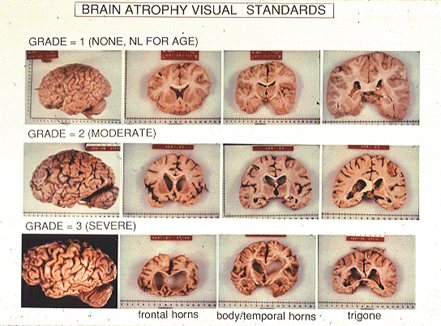 BRAIN ATROPHY VISUAL STANDARDS
GRADE = 1 (NONE, NL FOR AGE)
GRADE = 2 (MODERATE)
GRADE = 3 (SEVERE)
frontal horns body/temporal horns trigone